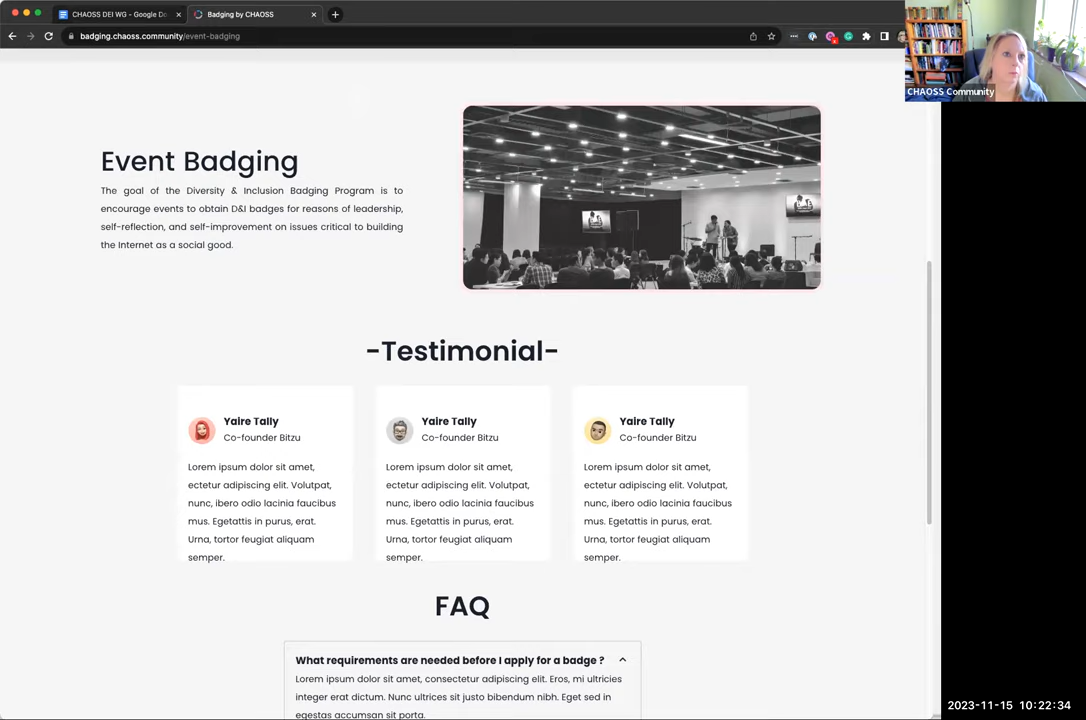 CHAOSS DEI WG - Google Do
Badging by CHAOSS
badging.chaoss.community/event-badging
CHAOSS Community
Event Badging
The goal of the Diversity & Inclusion Badging Program is to
encourage events to obtain D&I badges for reasons of leadership,
self-reflection, and self-improvement on issues critical to building
the Internet as a social good.
-Testimonial-
Yaire Tally
Co-founder Bitzu
Lorem ipsum dolor sit amet,
ectetur adipiscing elit. Volutpat,
nunc, ibero odio lacinia faucibus
mus. Egetattis in purus, erat.
Urna, tortor feugiat aliquam
semper.
Yaire Tally
Co-founder Bitzu
Lorem ipsum dolor sit amet,
ectetur adipiscing elit. Volutpat,
nunc, ibero odio lacinia faucibus
mus. Egetattis in purus, erat.
Urna, tortor feugiat aliquam
semper.
Yaire Tally
Co-founder Bitzu
Lorem ipsum dolor sit amet,
ectetur adipiscing elit. Volutpat,
nunc, ibero odio lacinia faucibus
mus. Egetattis in purus, erat.
Urna, tortor feugiat aliquam
semper.
FAQ
What requirements are needed before I apply for a badge ?
Lorem ipsum dolor sit amet, consectetur adipiscing elit. Eros, mi ultricies
integer erat dictum. Nunc ultrices sit justo bibendum nibh. Eget sed in
egestas accumsan sit porta.
2023-11-15 10:22:34